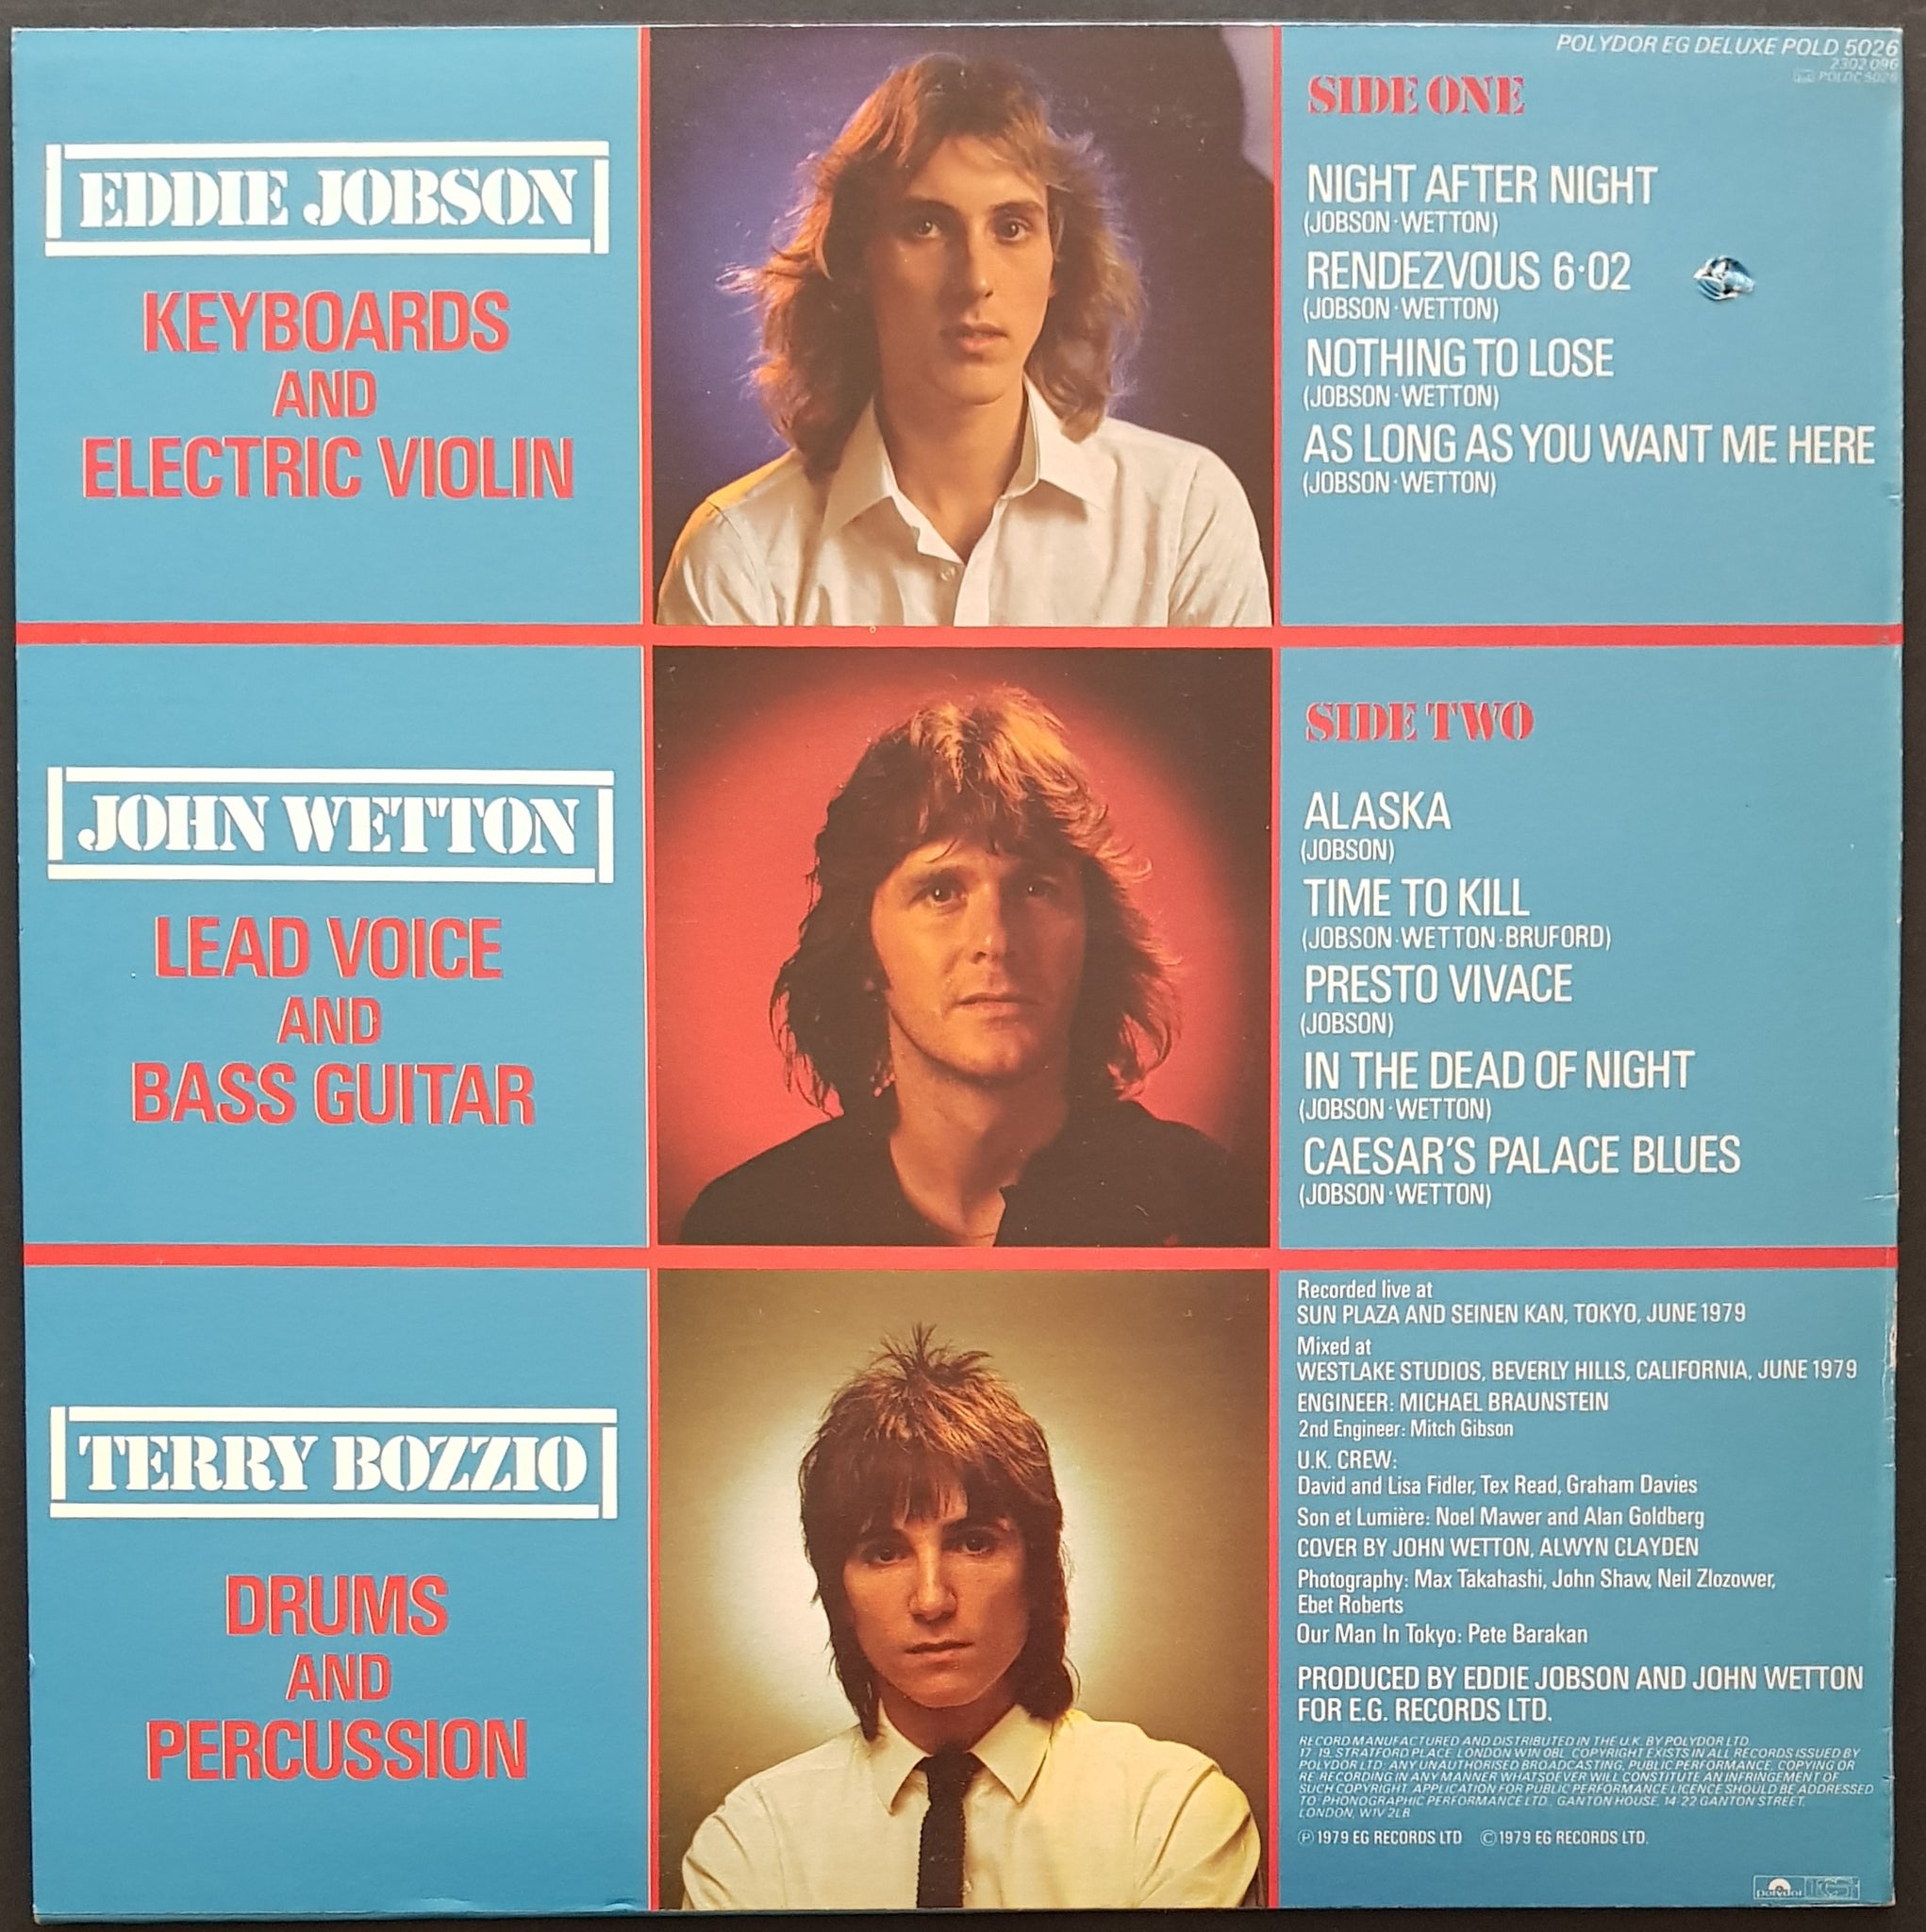 EDDIE JOBSON
KEYBOARDS
AND
ELECTRIC VIOLIN
JOHN WETTON
LEAD VOICE
AND
BASS GUITAR
TERRY BOZZIO
DRUMS
AND
PERCUSSION
POLYDOR EG DELUXE POLD 5026
2302 096
POLDC 5026
SIDE ONE
NIGHT AFTER NIGHT
(JOBSON·WETTON)
RENDEZVOUS 6·02
(JOBSON·WETTON)
NOTHING TO LOSE
(JOBSON·WETTON)
AS LONG AS YOU WANT ME HERE
(JOBSON·WETTON)
SIDE TWO
ALASKA
(JOBSON)
TIME TO KILL
(JOBSON·WETTON·BRUFORD)
PRESTO VIVACE
(JOBSON)
IN THE DEAD OF NIGHT
(JOBSON·WETTON)
CAESAR'S PALACE BLUES
(JOBSON·WETTON)
Recorded live at
SUN PLAZA AND SEINEN KAN, TOKYO, JUNE 1979
Mixed at
WESTLAKE STUDIOS, BEVERLY HILLS, CALIFORNIA, JUNE 1979
ENGINEER: MICHAEL BRAUNSTEIN
2nd Engineer: Mitch Gibson
U.K. CREW:
David and Lisa Fidler, Tex Read, Graham Davies
Son et Lumière: Noel Mawer and Alan Goldberg
COVER BY JOHN WETTON, ALWYN CLAYDEN
Photography: Max Takahashi, John Shaw, Neil Zlozower,
Ebet Roberts
Our Man In Tokyo: Pete Barakan
PRODUCED BY EDDIE JOBSON AND JOHN WETTON
FOR E.G. RECORDS LTD.
RECORD MANUFACTURED AND DISTRIBUTED IN THE U.K. BY POLYDOR LTD.
17-19, STRATFORD PLACE, LONDON W1N 0BL. COPYRIGHT EXISTS IN ALL RECORDS ISSUED BY
POLYDOR LTD: ANY UNAUTHORISED BROADCASTING, PUBLIC PERFORMANCE, COPYING OR
RE-RECORDING IN ANY MANNER WHATSOEVER WILL CONSTITUTE AN INFRINGEMENT OF
SUCH COPYRIGHT. APPLICATION FOR PUBLIC PERFORMANCE LICENCE SHOULD BE ADDRESSED
TO: PHONOGRAPHIC PERFORMANCE LTD., GANTON HOUSE, 14-22 GANTON STREET,
LONDON, W1V 2LB.
Ⓟ 1979 EG RECORDS LTD © 1979 EG RECORDS LTD.
polydor EG